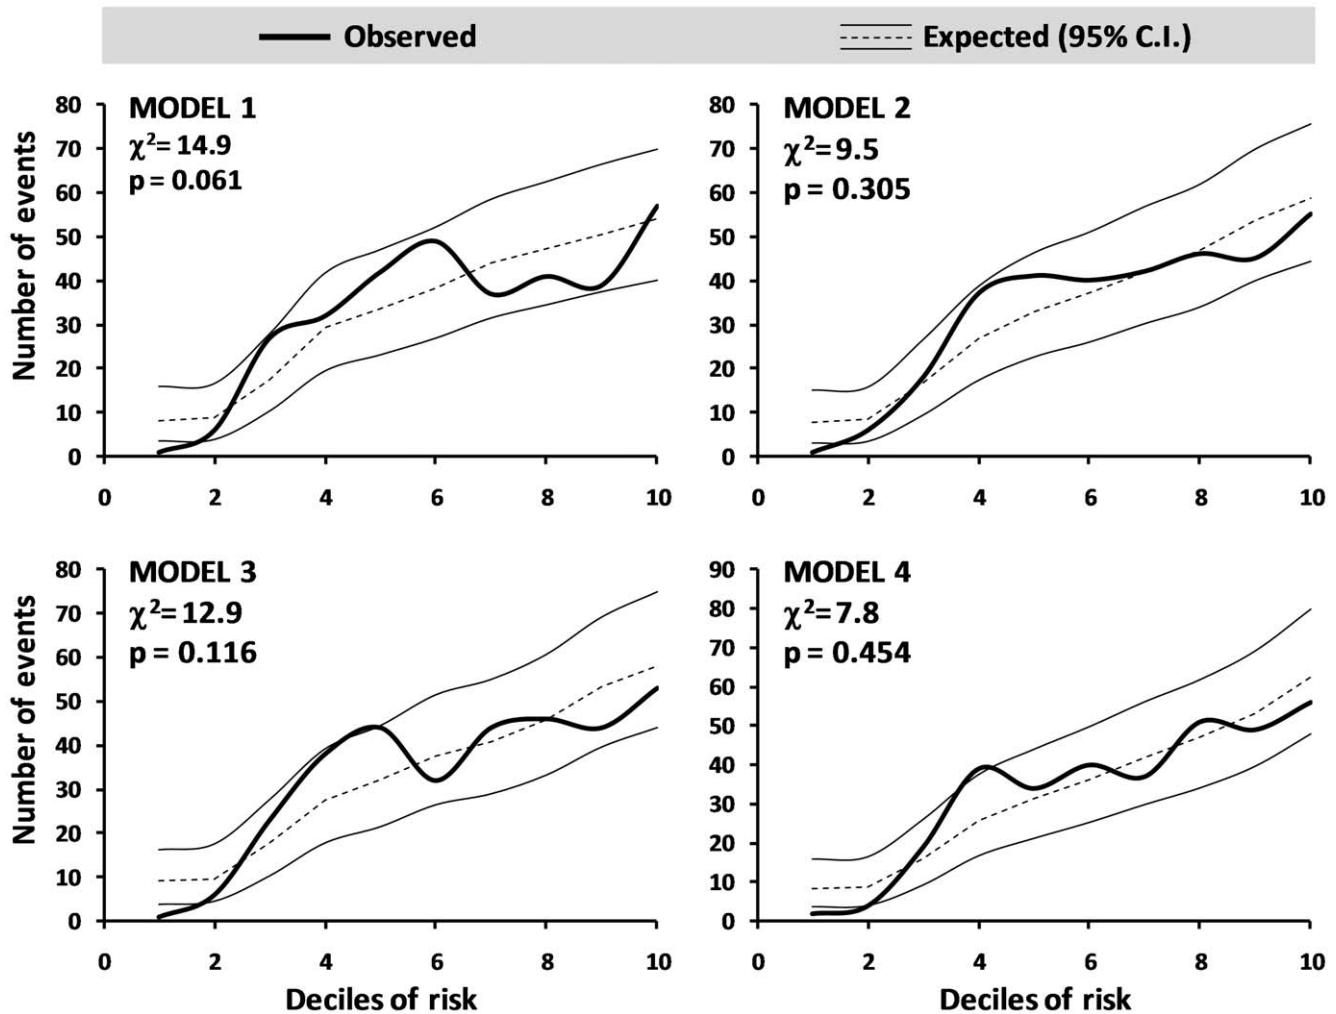 Observed
Expected (95% C.I.)
MODEL 1
χ²= 14.9
p = 0.061
Number of events
80
70
60
50
40
30
20
10
0
0 2 4 6 8 10
MODEL 2
χ²= 9.5
p = 0.305
80
70
60
50
40
30
20
10
0
0 2 4 6 8 10
MODEL 3
χ²= 12.9
p = 0.116
Number of events
80
70
60
50
40
30
20
10
0
0 2 4 6 8 10
Deciles of risk
MODEL 4
χ²= 7.8
p = 0.454
90
80
70
60
50
40
30
20
10
0
0 2 4 6 8 10
Deciles of risk